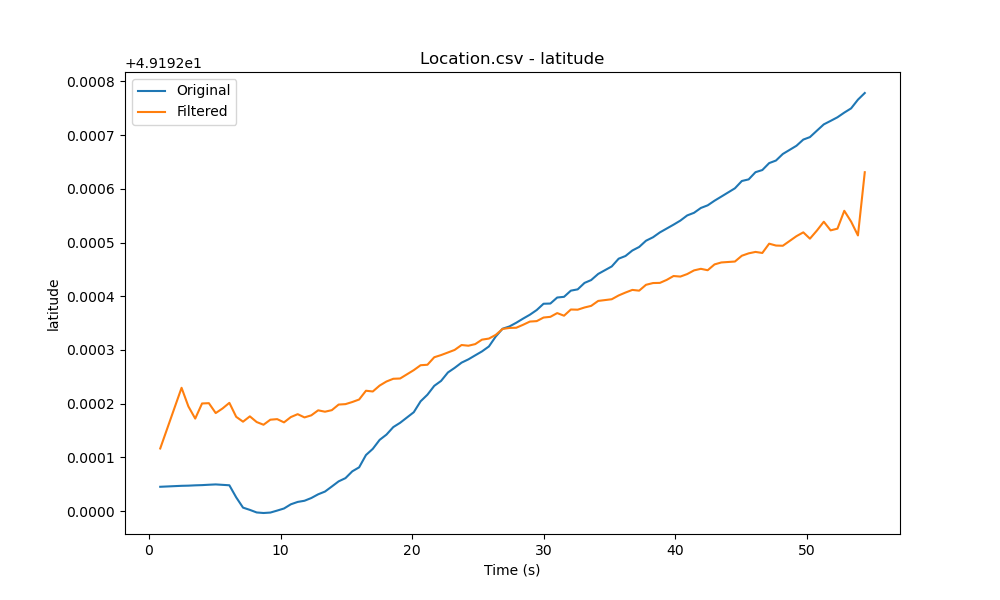 Location.csv - latitude
+4.9192e1
Original
Filtered
0.0008
0.0007
0.0006
0.0005
0.0004
0.0003
0.0002
0.0001
0.0000
latitude
0 10 20 30 40 50
Time (s)